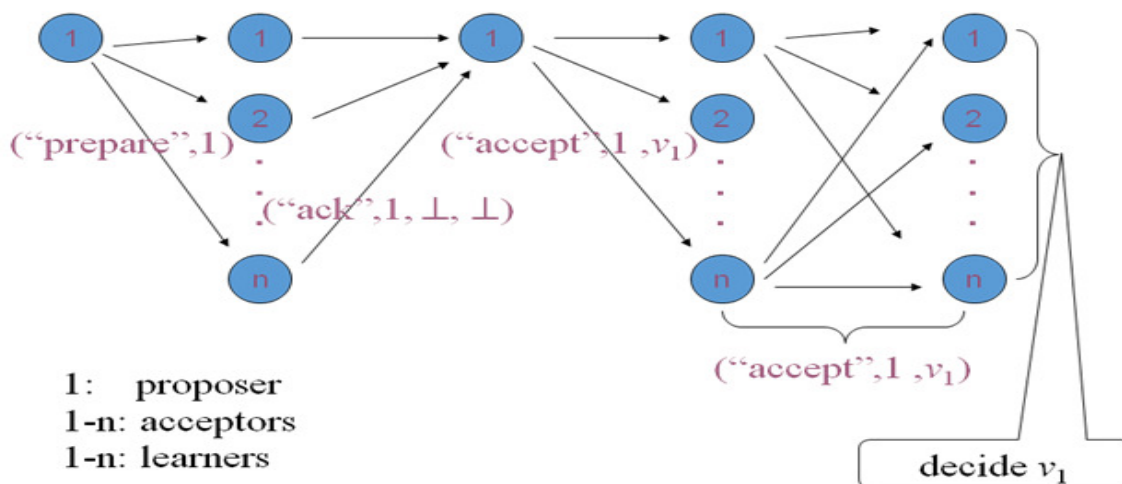 1 1 1 1 1
2 2 2
("prepare",1) ("accept",1 ,v₁)
("ack",1, ⊥, ⊥)
n n n
("accept",1 ,v₁)
1: proposer
1-n: acceptors
1-n: learners
decide v₁